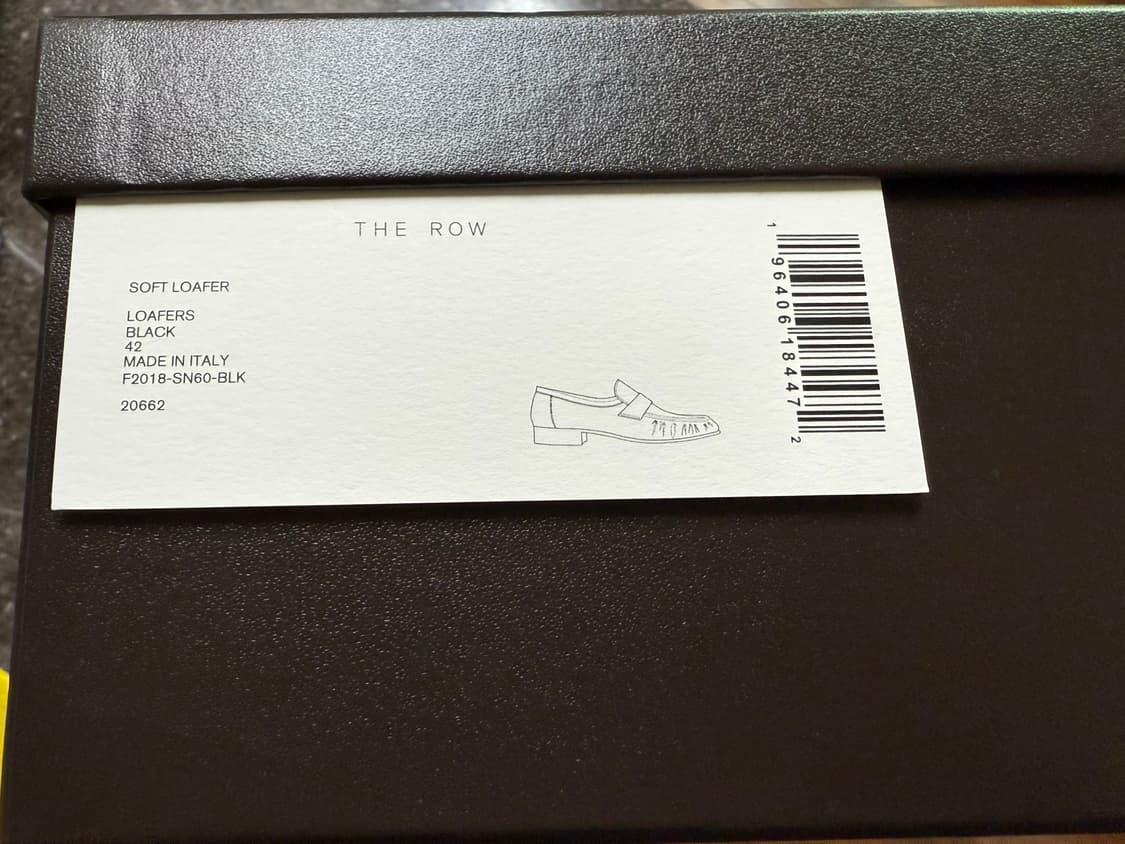 THE ROW
SOFT LOAFER
LOAFERS
BLACK
42
MADE IN ITALY
F2018-SN60-BLK
20662
1 96406 18447 2